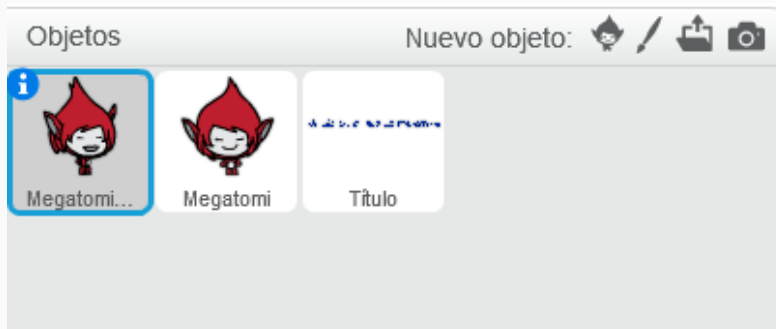 Objetos
Nuevo objeto:
i
Megatomi...
Megatomi
Título